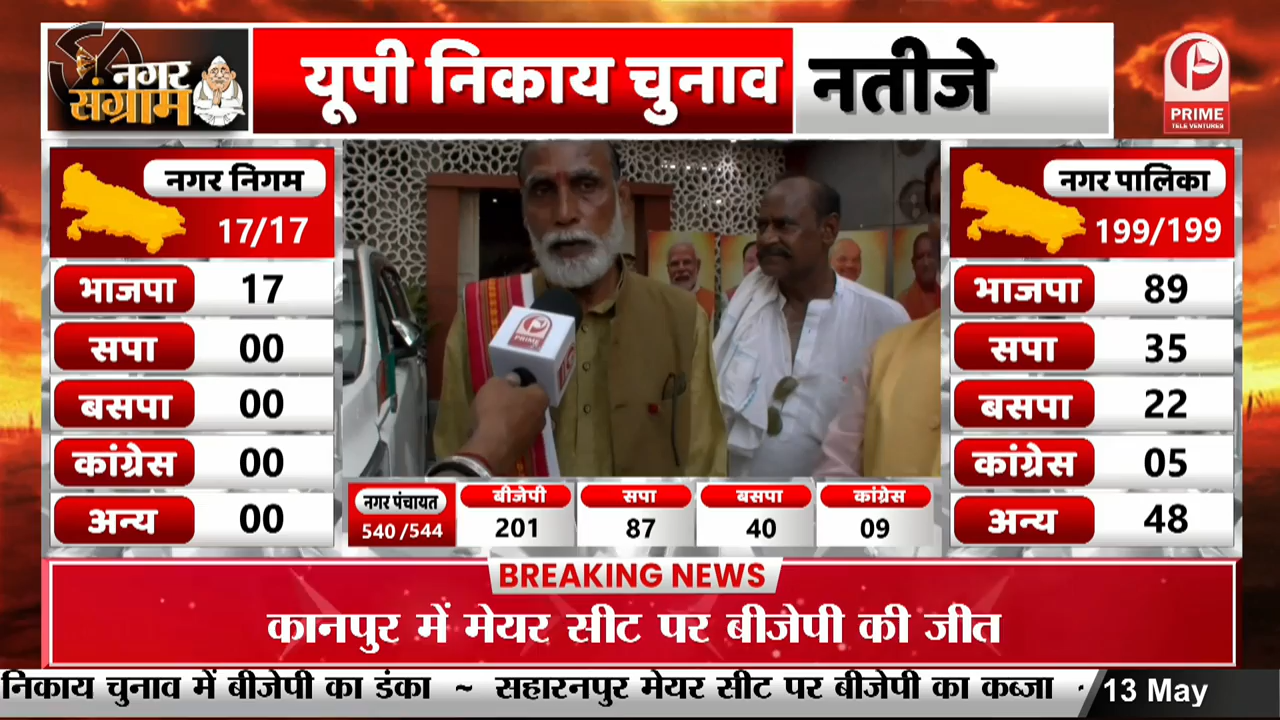 नगर
संग्राम
यूपी निकाय चुनाव नतीजे
PRIME
TELE VENTURES
नगर निगम
17/17
भाजपा 17
सपा 00
बसपा 00
कांग्रेस 00
अन्य 00
PRIME
नगर पालिका
199/199
भाजपा 89
सपा 35
बसपा 22
कांग्रेस 05
अन्य 48
नगर पंचायत
540/544
बीजेपी सपा बसपा कांग्रेस
201 87 40 09
BREAKING NEWS
कानपुर में मेयर सीट पर बीजेपी की जीत
निकाय चुनाव में बीजेपी का डंका ~ सहारनपुर मेयर सीट पर बीजेपी का कब्जा
13 May